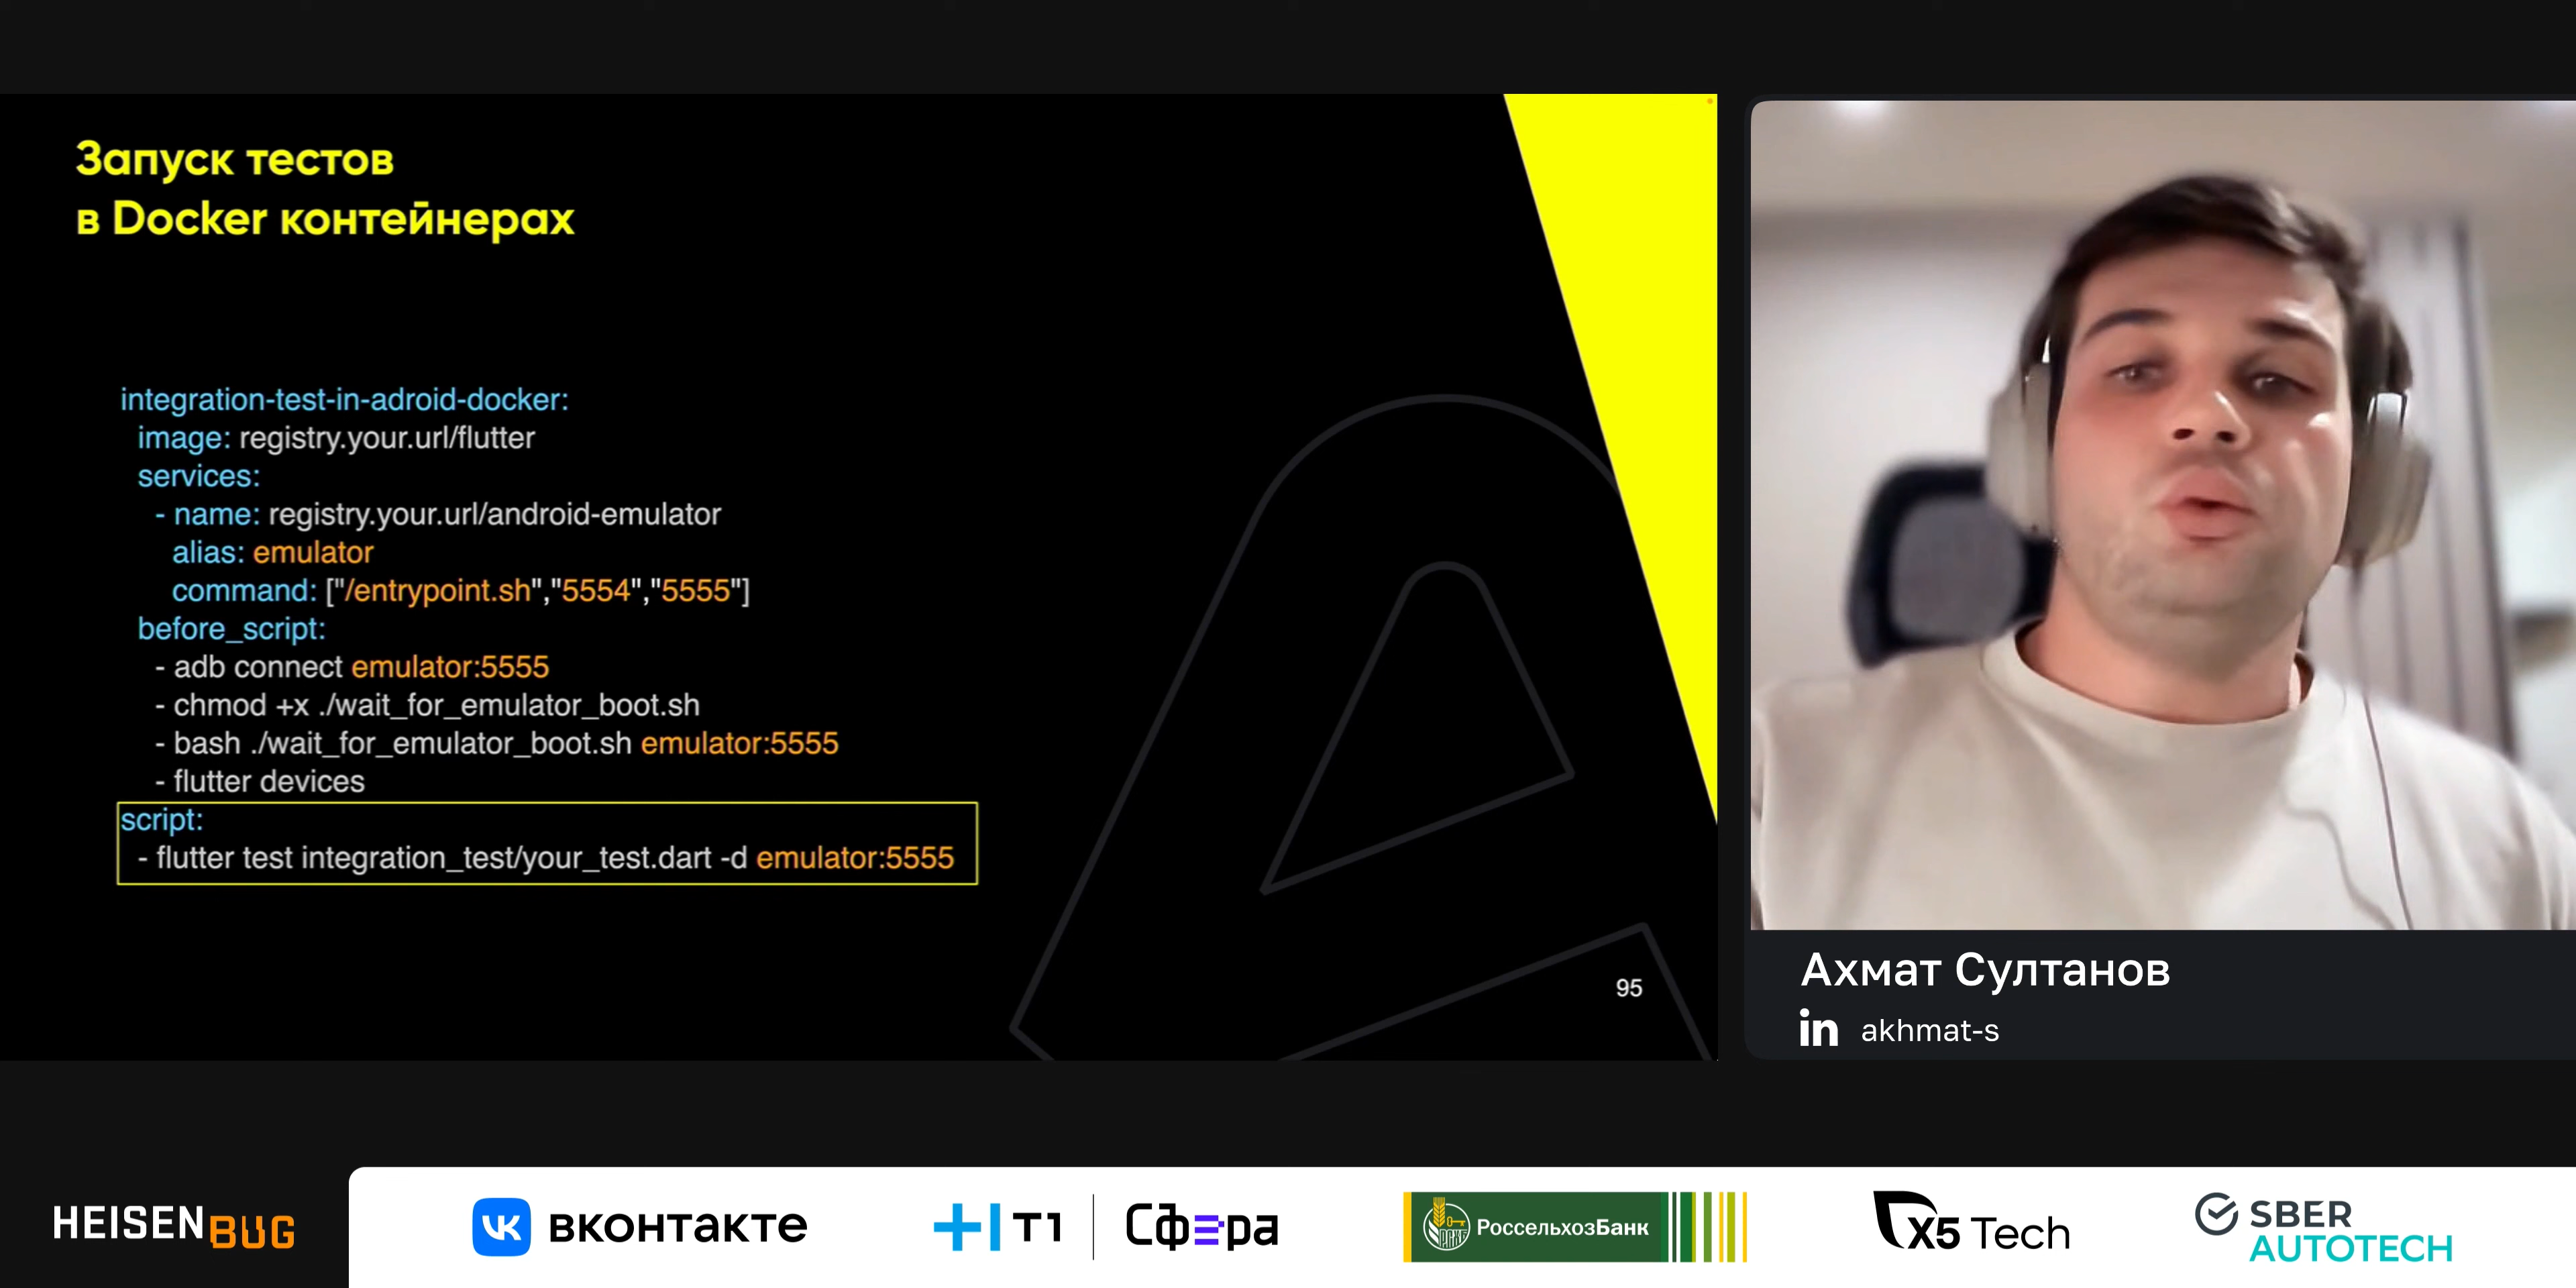 Запуск тестов
в Docker контейнерах
integration-test-in-adroid-docker:
image: registry.your.url/flutter
services:
- name: registry.your.url/android-emulator
alias: emulator
command: ["/entrypoint.sh","5554","5555"]
before_script:
- adb connect emulator:5555
- chmod +x ./wait_for_emulator_boot.sh
- bash ./wait_for_emulator_boot.sh emulator:5555
- flutter devices
script:
- flutter test integration_test/your_test.dart -d emulator:5555
95
Ахмат Султанов
in akhmat-s
HEISENBUG
ВКОНТАКТЕ
T1
Сфера
РоссельхозБанк
X5 Tech
SBER
AUTOTECH